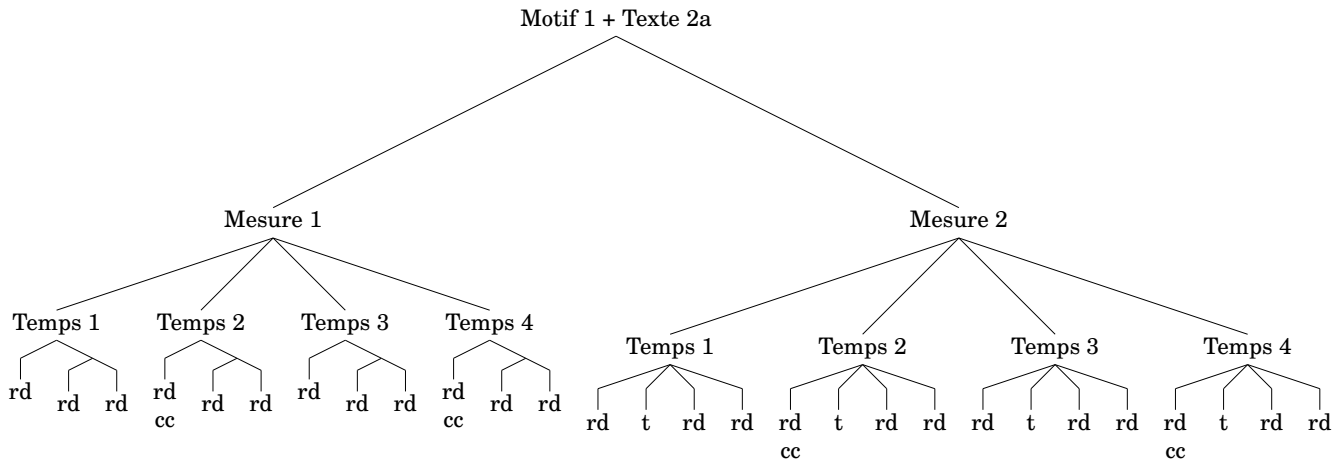 Motif 1 + Texte 2a
Mesure 1
Mesure 2
Temps 1 Temps 2 Temps 3 Temps 4
Temps 1 Temps 2 Temps 3 Temps 4
rd rd rd rd rd rd rd rd rd rd rd rd
cc cc
rd t rd rd rd t rd rd rd t rd rd rd t rd rd
cc cc